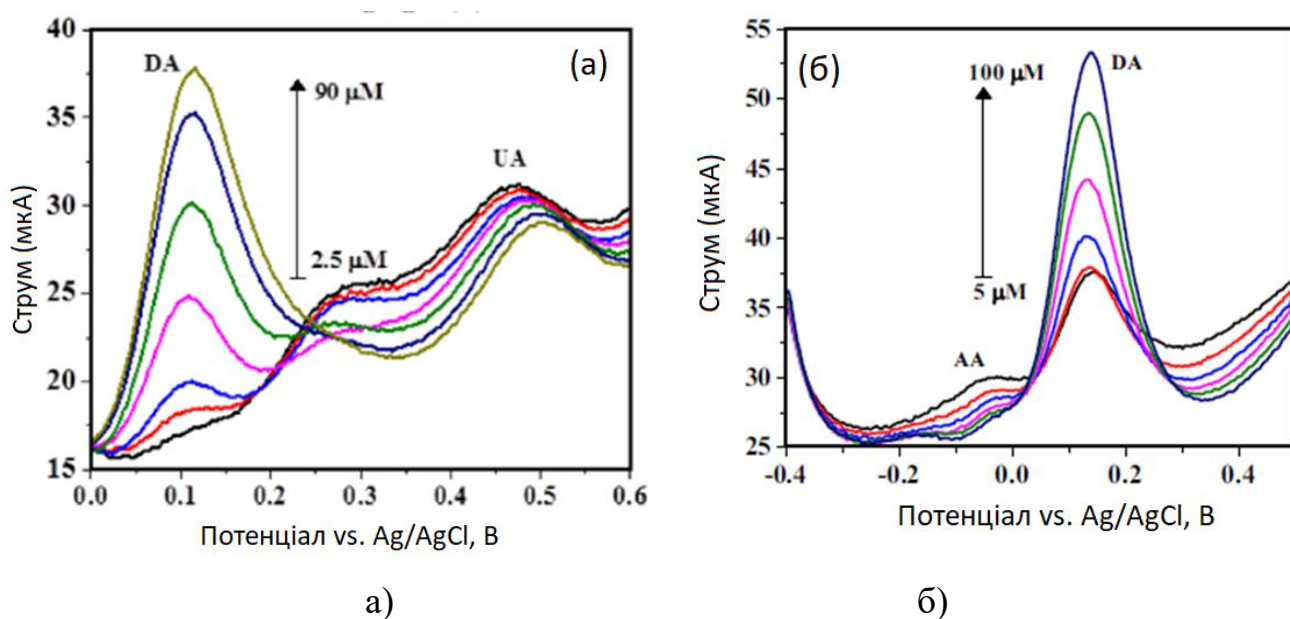 40
35
30
25
20
15
Струм (мкА)
DA
90 µM
2.5 µM
UA
(а)
0.0 0.1 0.2 0.3 0.4 0.5 0.6
Потенціал vs. Ag/AgCl, В
55
50
45
40
35
30
25
Струм (мкА)
(б)
100 µM
5 µM
DA
AA
-0.4 -0.2 0.0 0.2 0.4
Потенціал vs. Ag/AgCl, В
а) б)